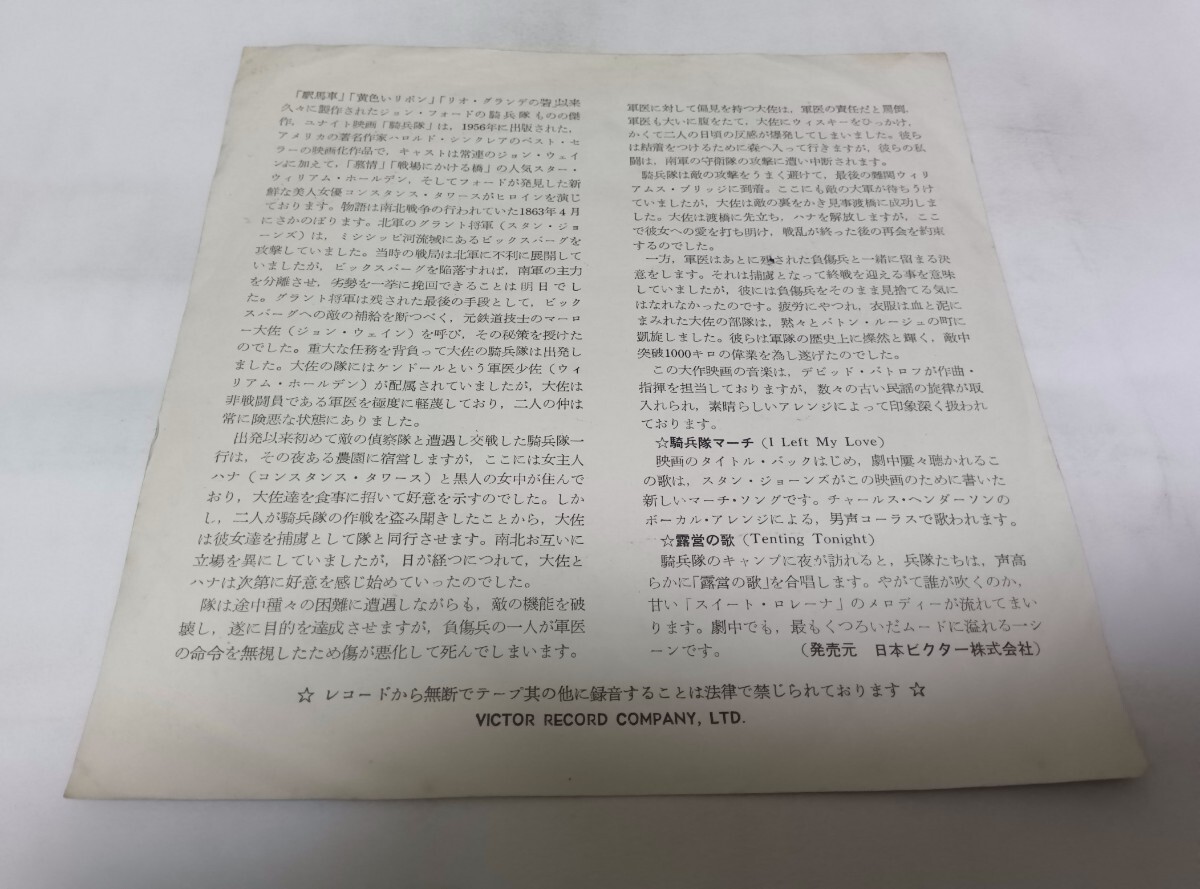 「駅馬車」「黄色いリボン」「リオ・グランデの砦」以来
久々に製作されたジョン・フォードの騎兵隊ものの傑
作，ユナイト映画「騎兵隊」は，1956年に出版された，
アメリカの著名作家ハロルド・シンクレアのベスト・セ
ラーの映画化作品で，キャストは常連のジョン・ウェイ
ンに加えて，「慕情」「戦場にかける橋」の人気スター・
ウィリアム・ホールデン，そしてフォードが発見した新
鮮な美人女優コンスタンス・タワースがヒロインを演じ
ております。物語は南北戦争の行われていた1863年４月
にさかのぼります。北軍のグラント将軍（スタン・ジョ
ーンズ）は，ミシシッピ河流域にあるビックスバーグを
攻撃していました。当時の戦局は北軍に不利に展開して
いましたが，ビックスバーグを陥落すれば，南軍の主力
を分離させ，劣勢を一挙に挽回できることは明日でし
た。グラント将軍は残された最後の手段として，ビック
スバーグへの敵の補給を断つべく，元鉄道技士のマーロ
ー大佐（ジョン・ウェイン）を呼び，その秘策を授けた
のでした。重大な任務を背負って大佐の騎兵隊は出発し
ました。大佐の隊にはケンドールという軍医少佐（ウィ
リアム・ホールデン）が配属されていましたが，大佐は
非戦闘員である軍医を極度に軽蔑しており，二人の仲は
常に険悪な状態にありました。
出発以来初めて敵の偵察隊と遭遇し交戦した騎兵隊一
行は，その夜ある農園に宿営しますが，ここには女主人
ハナ（コンスタンス・タワース）と黒人の女中が住んで
おり，大佐達を食事に招いて好意を示すのでした。しか
し，二人が騎兵隊の作戦を盗み聞きしたことから，大佐
は彼女達を捕虜として隊と同行させます。南北お互いに
立場を異にしていましたが，日が経つにつれて，大佐と
ハナは次第に好意を感じ始めていったのでした。
隊は途中種々の困難に遭遇しながらも，敵の機能を破
壊し，遂に目的を達成させますが，負傷兵の一人が軍医
の命令を無視したため傷が悪化して死んでしまいます。
軍医に対して偏見を持つ大佐は，軍医の責任だと罵倒，
軍医も大いに腹をたて，大佐にウィスキーをひっかけ，
かくて二人の日頃の反感が爆発してしまいました。彼ら
は結着をつけるために森へ入って行きますが，彼らの私
闘は，南軍の守衛隊の攻撃に遭い中断されます。
騎兵隊は敵の攻撃をうまく避けて，最後の難関ウィリ
アムス・ブリッジに到着。ここにも敵の大軍が待ちうけ
ていましたが，大佐は敵の裏をかき見事渡橋に成功しま
した。大佐は渡橋に先立ち，ハナを解放しますが，ここ
で彼女への愛を打ち明け，戦乱が終った後の再会を約束
するのでした。
一方，軍医はあとに残された負傷兵と一緒に留まる決
意をします。それは捕虜となって終戦を迎える事を意味
していましたが，彼には負傷兵をそのまま見捨てる気に
はなれなかったのです。疲労にやつれ，衣服は血と泥に
まみれた大佐の部隊は，黙々とバトン・ルージュの町に
凱旋しました。彼らは軍隊の歴史上に燦然と輝く，敵中
突破1000キロの偉業を為し遂げたのでした。
この大作映画の音楽は，デビッド・バトロフが作曲・
指揮を担当しておりますが，数々の古い民謡の旋律が取
入れられ，素晴らしいアレンジによって印象深く扱われ
ております。
☆騎兵隊マーチ（I Left My Love）
映画のタイトル・バックはじめ，劇中屢々聴かれるこ
の歌は，スタン・ジョーンズがこの映画のために書いた
新しいマーチ・ソングです。チャールス・ヘンダーソンの
ボーカル・アレンジによる，男声コーラスで歌われます。
☆露営の歌（Tenting Tonight）
騎兵隊のキャンプに夜が訪れると，兵隊たちは，声高
らかに「露営の歌」を合唱します。やがて誰が吹くのか，
甘い「スイート・ロレーナ」のメロディーが流れてまい
ります。劇中でも，最もくつろいだムードに溢れる一シ
ーンです。　（発売元　日本ビクター株式会社）
☆ レコードから無断でテープ其の他に録音することは法律で禁じられております ☆
VICTOR RECORD COMPANY, LTD.